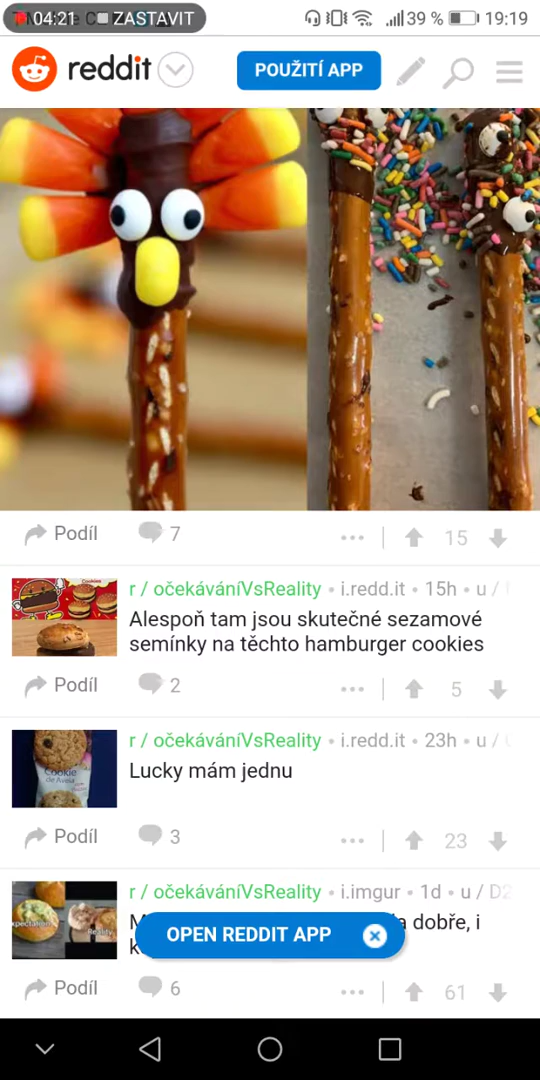 04:21 ZASTAVIT 39 % 19:19
reddit POUŽITÍ APP
Podíl 7 15
r / očekáváníVsReality • i.redd.it • 15h • u /
Alespoň tam jsou skutečné sezamové
semínky na těchto hamburger cookies
Podíl 2 5
r / očekáváníVsReality • i.redd.it • 23h • u /
Lucky mám jednu
Cookie
Podíl 3 23
r / očekáváníVsReality • i.imgur • 1d • u / D2
dobře, i
Reality
OPEN REDDIT APP
Podíl 6 61